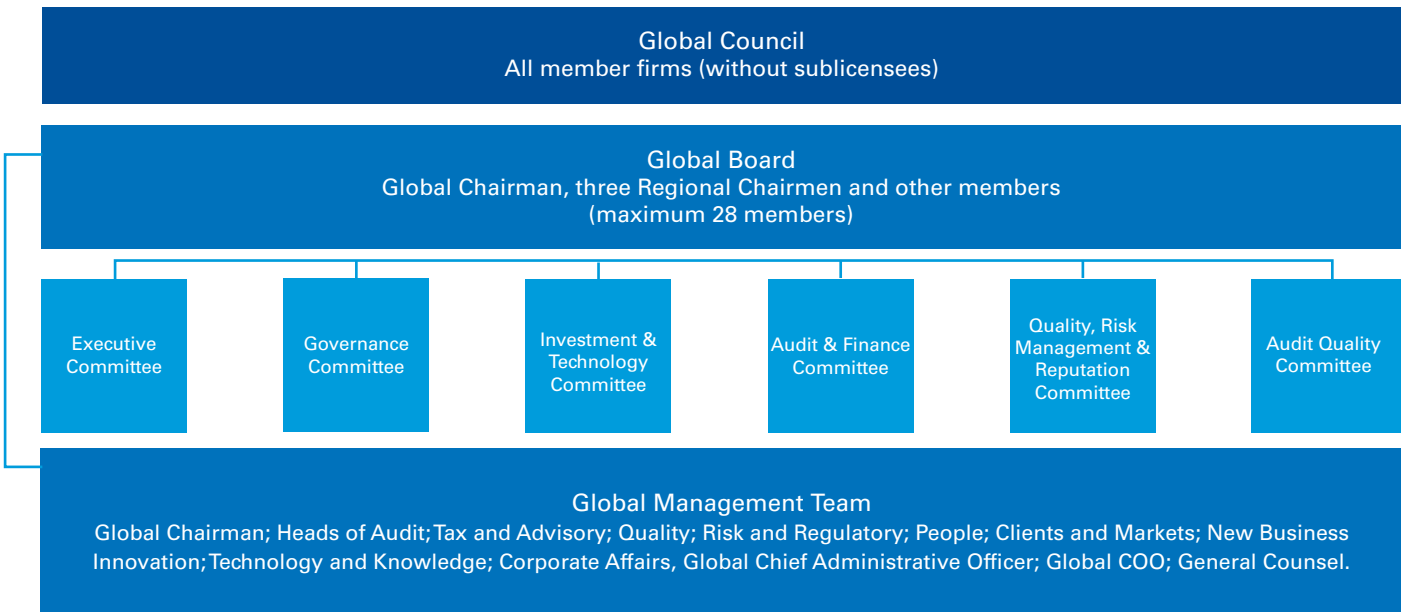 Global Council
All member firms (without sublicensees)
Global Board
Global Chairman, three Regional Chairmen and other members
(maximum 28 members)
Executive
Committee
Governance
Committee
Investment &
Technology
Committee
Audit & Finance
Committee
Quality, Risk
Management &
Reputation
Committee
Audit Quality
Committee
Global Management Team
Global Chairman; Heads of Audit; Tax and Advisory; Quality; Risk and Regulatory; People; Clients and Markets; New Business
Innovation; Technology and Knowledge; Corporate Affairs, Global Chief Administrative Officer; Global COO; General Counsel.